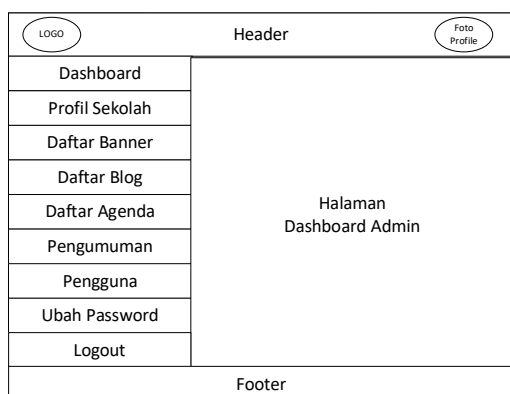 LOGO
Header
Foto
Profile
Dashboard
Profil Sekolah
Daftar Banner
Daftar Blog
Daftar Agenda
Pengumuman
Pengguna
Ubah Password
Logout
Halaman
Dashboard Admin
Footer